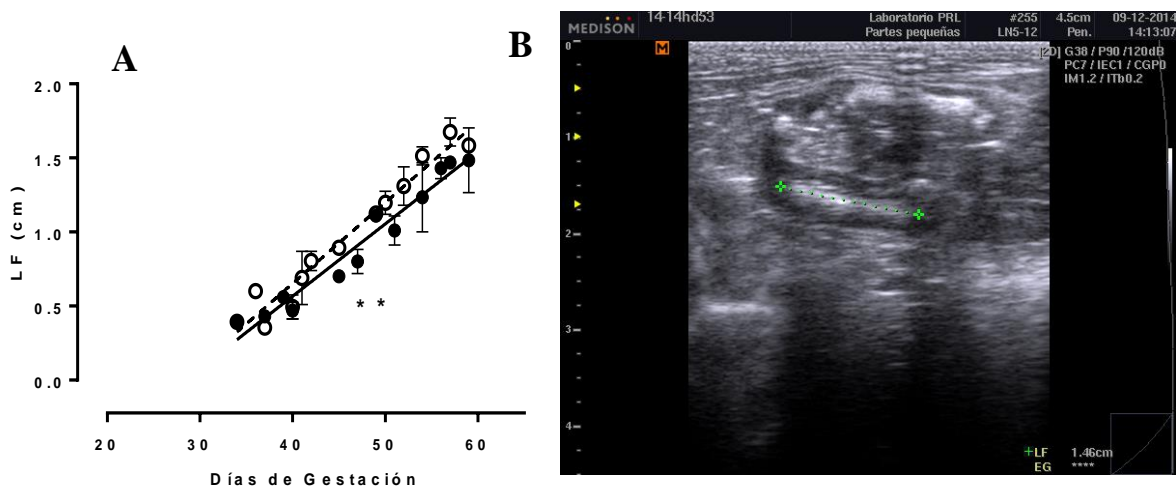 A
B
2.0
1.5
1.0
0.5
0.0
LF (cm)
* *
20 30 40 50 60
Días de Gestación
MEDISON
14-14hd53
Laboratorio PRL #255 4.5cm 09-12-2014
Partes pequeñas LN5-12 Pen. 14:13:07
M
[2D] G38 / P90 /120dB
PC7 / IEC1 / CGP0
IM1.2 / ITb0.2
0
1
2
3
4
+LF 1.46cm
EG ****